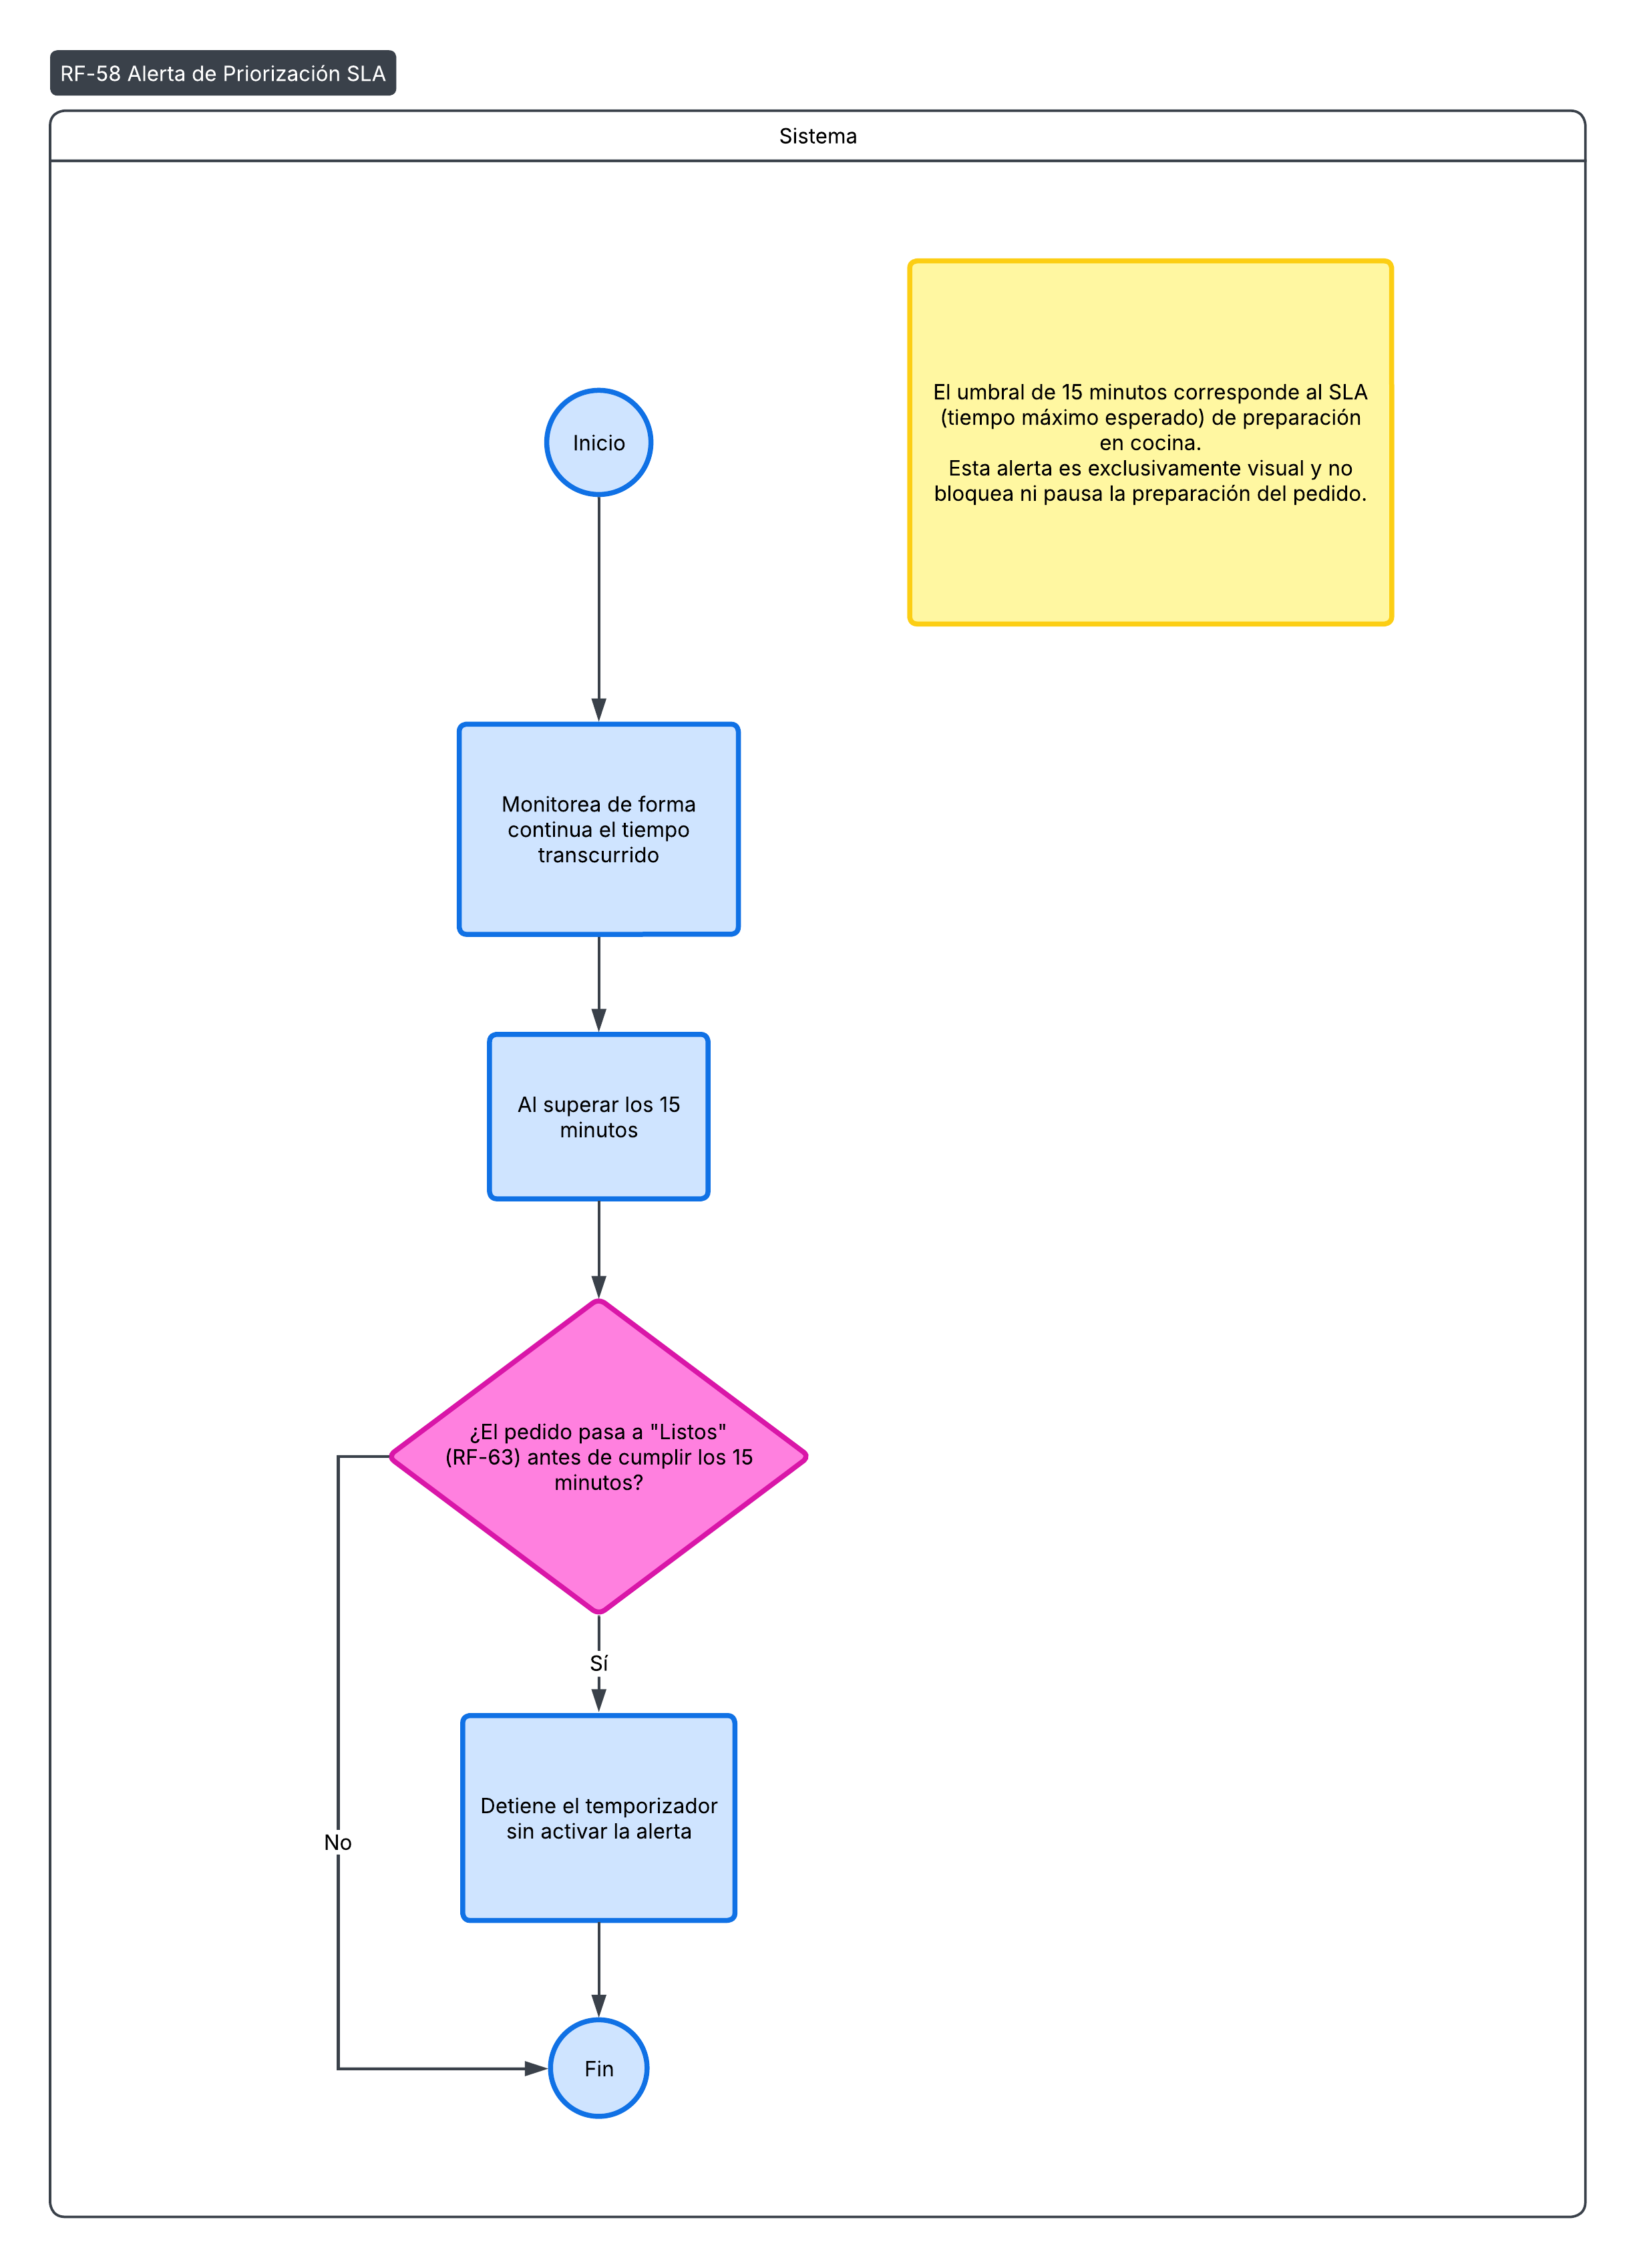 RF-58 Alerta de Priorización SLA
Sistema
El umbral de 15 minutos corresponde al SLA
(tiempo máximo esperado) de preparación
en cocina.
Esta alerta es exclusivamente visual y no
bloquea ni pausa la preparación del pedido.
Inicio
Monitorea de forma
continua el tiempo
transcurrido
Al superar los 15
minutos
¿El pedido pasa a "Listos"
(RF-63) antes de cumplir los 15
minutos?
Sí
Detiene el temporizador
sin activar la alerta
No
Fin